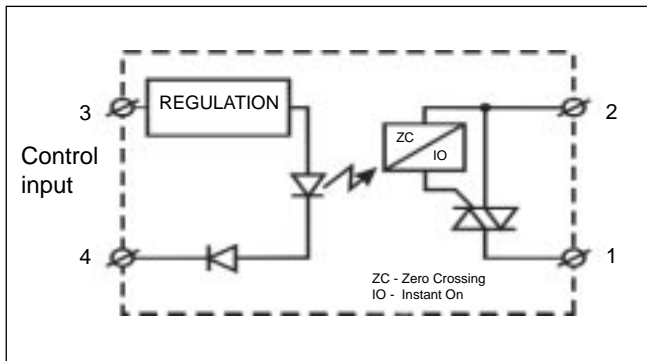 REGULATION
3
2
ZC
IO
Control
input
4
1
ZC - Zero Crossing
IO - Instant On